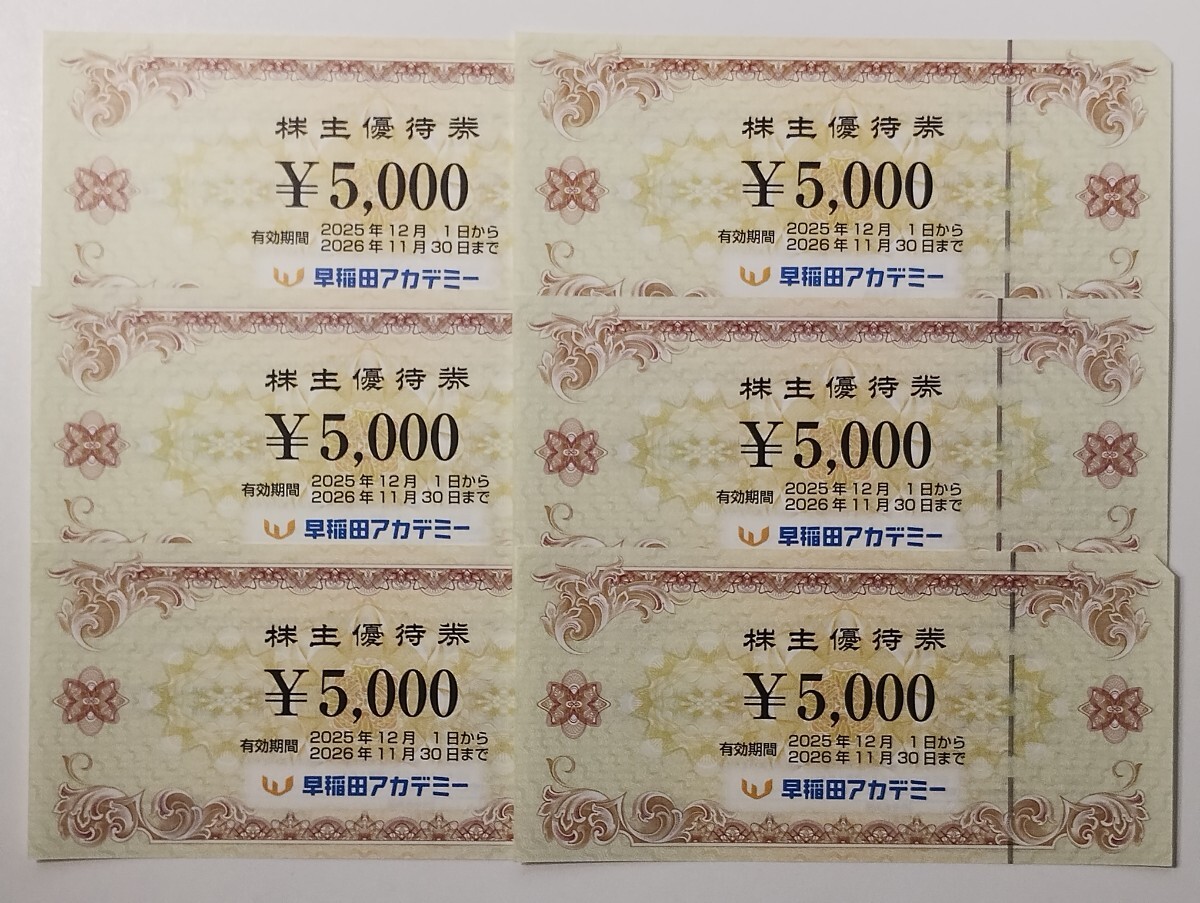 株主優待券
¥5,000
有効期間 2025年12月 1日から
2026年11月30日まで
早稲田アカデミー
株主優待券
¥5,000
有効期間 2025年12月 1日から
2026年11月30日まで
早稲田アカデミー
株主優待券
¥5,000
有効期間 2025年12月 1日から
2026年11月30日まで
早稲田アカデミー
株主優待券
¥5,000
有効期間 2025年12月 1日から
2026年11月30日まで
早稲田アカデミー
株主優待券
¥5,000
有効期間 2025年12月 1日から
2026年11月30日まで
早稲田アカデミー
株主優待券
¥5,000
有効期間 2025年12月 1日から
2026年11月30日まで
早稲田アカデミー